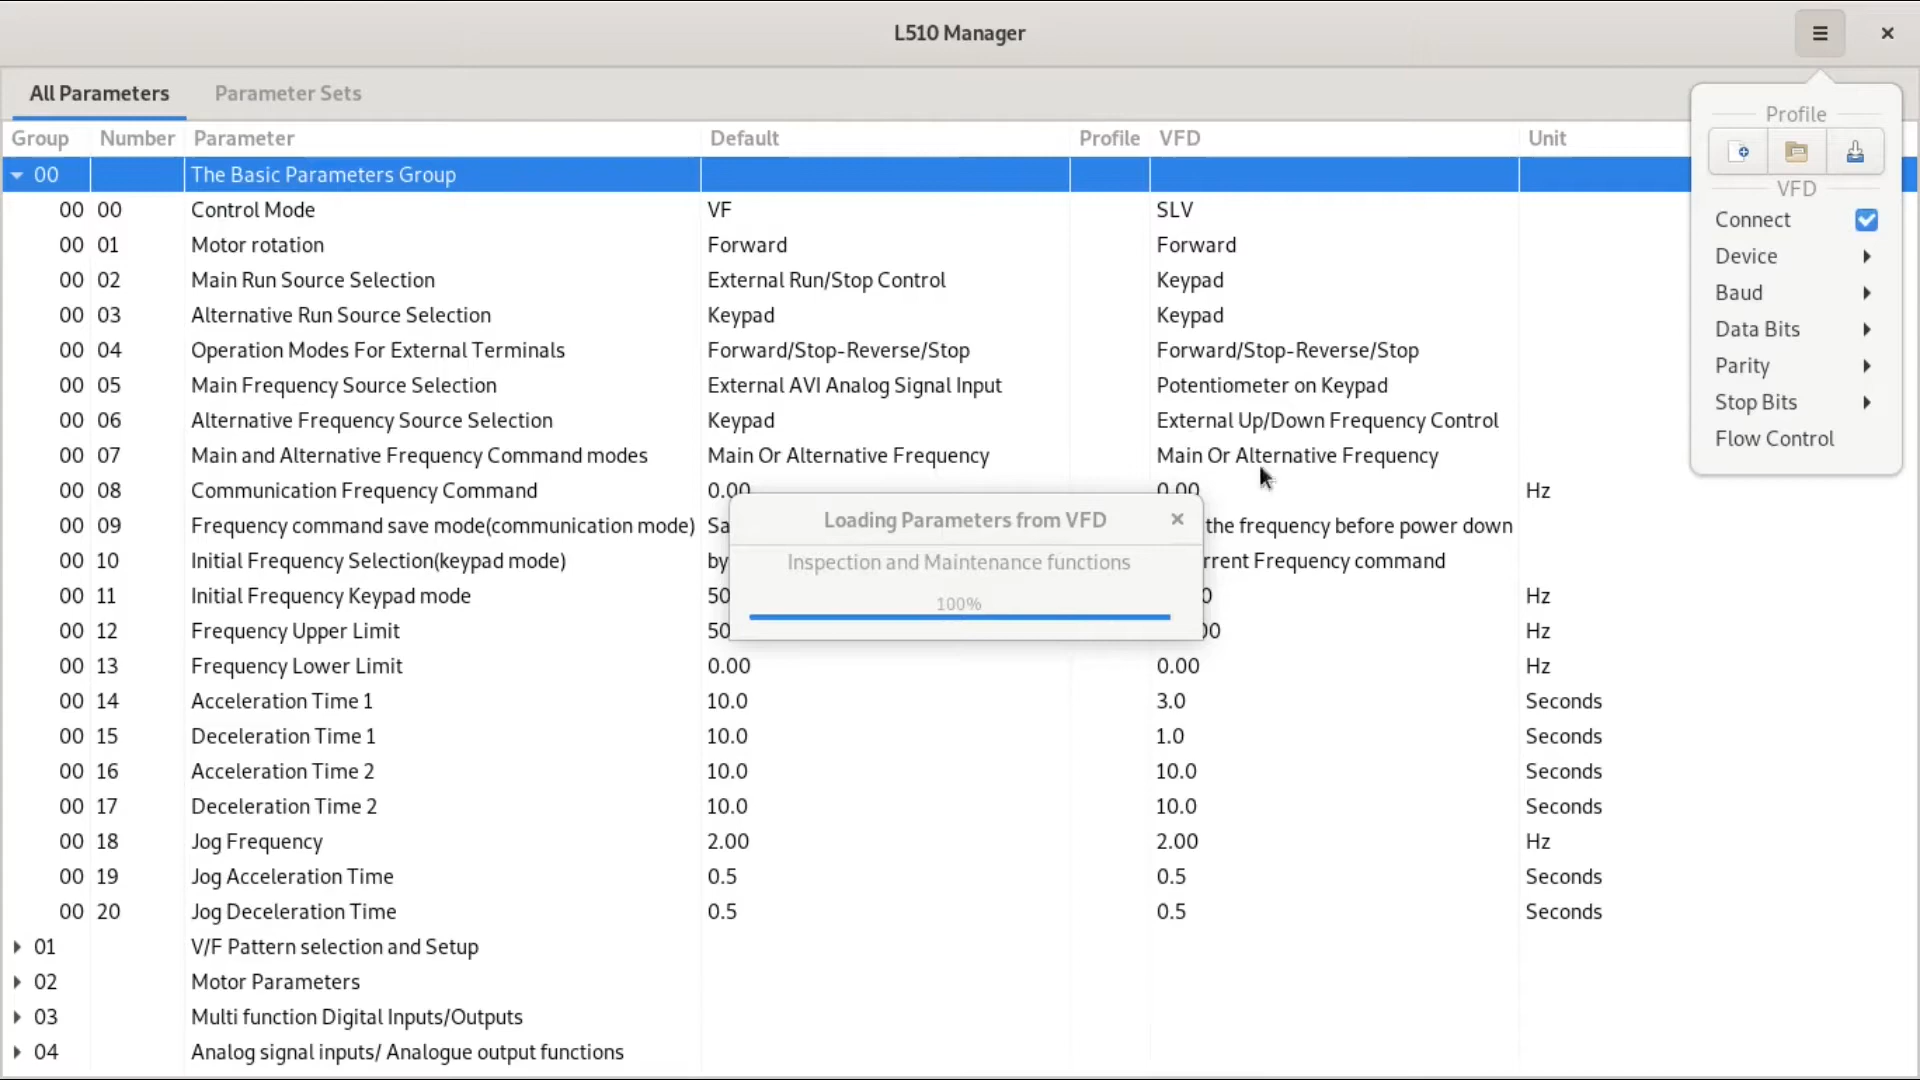 L510 Manager
All Parameters Parameter Sets
Group Number Parameter Default Profile VFD Unit
00 The Basic Parameters Group
00 00 Control Mode VF SLV
00 01 Motor rotation Forward Forward
00 02 Main Run Source Selection External Run/Stop Control Keypad
00 03 Alternative Run Source Selection Keypad Keypad
00 04 Operation Modes For External Terminals Forward/Stop-Reverse/Stop Forward/Stop-Reverse/Stop
00 05 Main Frequency Source Selection External AVI Analog Signal Input Potentiometer on Keypad
00 06 Alternative Frequency Source Selection Keypad External Up/Down Frequency Control
00 07 Main and Alternative Frequency Command modes Main Or Alternative Frequency Main Or Alternative Frequency
00 08 Communication Frequency Command 0.00 0.00 Hz
00 09 Frequency command save mode(communication mode) Sa the frequency before power down
00 10 Initial Frequency Selection(keypad mode) by rrent Frequency command
00 11 Initial Frequency Keypad mode 50 0 Hz
00 12 Frequency Upper Limit 50 00 Hz
00 13 Frequency Lower Limit 0.00 0.00 Hz
00 14 Acceleration Time 1 10.0 3.0 Seconds
00 15 Deceleration Time 1 10.0 1.0 Seconds
00 16 Acceleration Time 2 10.0 10.0 Seconds
00 17 Deceleration Time 2 10.0 10.0 Seconds
00 18 Jog Frequency 2.00 2.00 Hz
00 19 Jog Acceleration Time 0.5 0.5 Seconds
00 20 Jog Deceleration Time 0.5 0.5 Seconds
01 V/F Pattern selection and Setup
02 Motor Parameters
03 Multi function Digital Inputs/Outputs
04 Analog signal inputs/ Analogue output functions
Loading Parameters from VFD
Inspection and Maintenance functions
100%
Profile
VFD
Connect
Device
Baud
Data Bits
Parity
Stop Bits
Flow Control